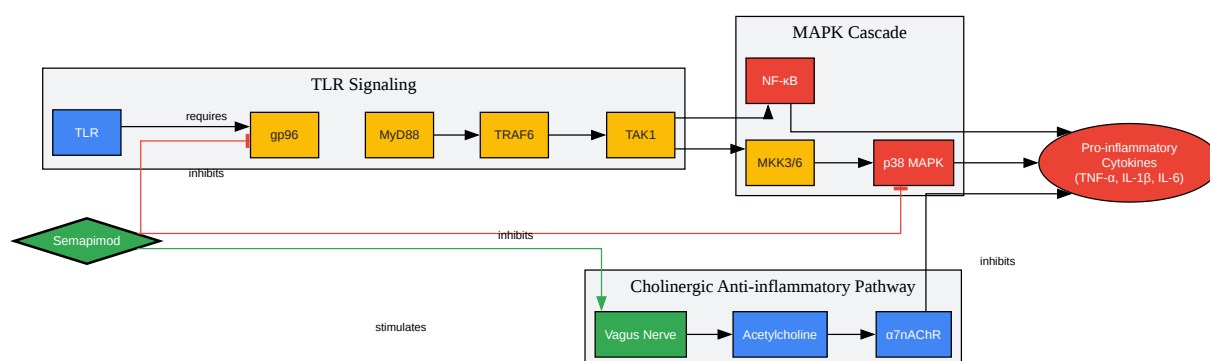 MAPK Cascade
TLR Signaling
NF-κB
TLR
requires
gp96
MyD88
TRAF6
TAK1
MKK3/6
p38 MAPK
Pro-inflammatory
Cytokines
(TNF-α, IL-1β, IL-6)
inhibits
Semapimod
inhibits
inhibits
Cholinergic Anti-inflammatory Pathway
stimulates
Vagus Nerve
Acetylcholine
α7nAChR